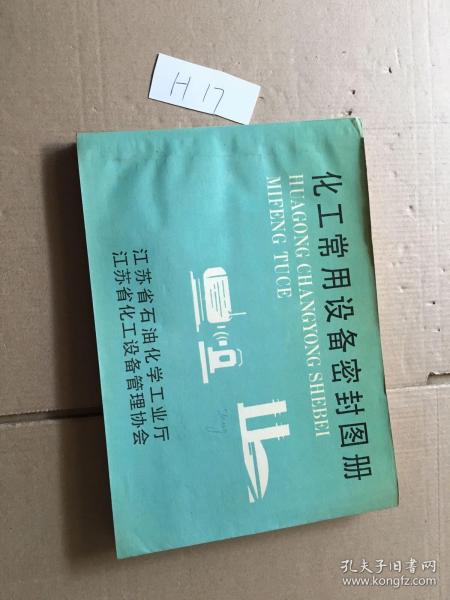 H 17
化工常用设备密封图册
HUAGONG CHANGYONG SHEBEI
MIFENG TUCE
江苏省石油化学工业厅
江苏省化工设备管理协会
孔夫子旧书网
www.kongfz.com